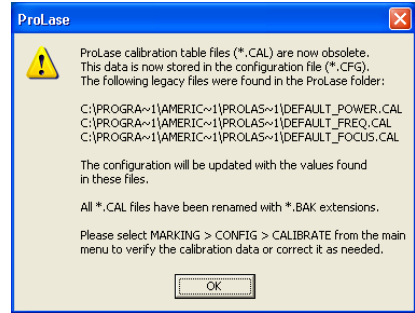 ProLase
ProLase calibration table files (*.CAL) are now obsolete.
This data is now stored in the configuration file (*.CFG).
The following legacy files were found in the ProLase folder:
C:\PROGRA~1\AMERIC~1\PROLAS~1\DEFAULT_POWER.CAL
C:\PROGRA~1\AMERIC~1\PROLAS~1\DEFAULT_FREQ.CAL
C:\PROGRA~1\AMERIC~1\PROLAS~1\DEFAULT_FOCUS.CAL
The configuration will be updated with the values found
in these files.
All *.CAL files have been renamed with *.BAK extensions.
Please select MARKING > CONFIG > CALIBRATE from the main
menu to verify the calibration data or correct it as needed.
OK